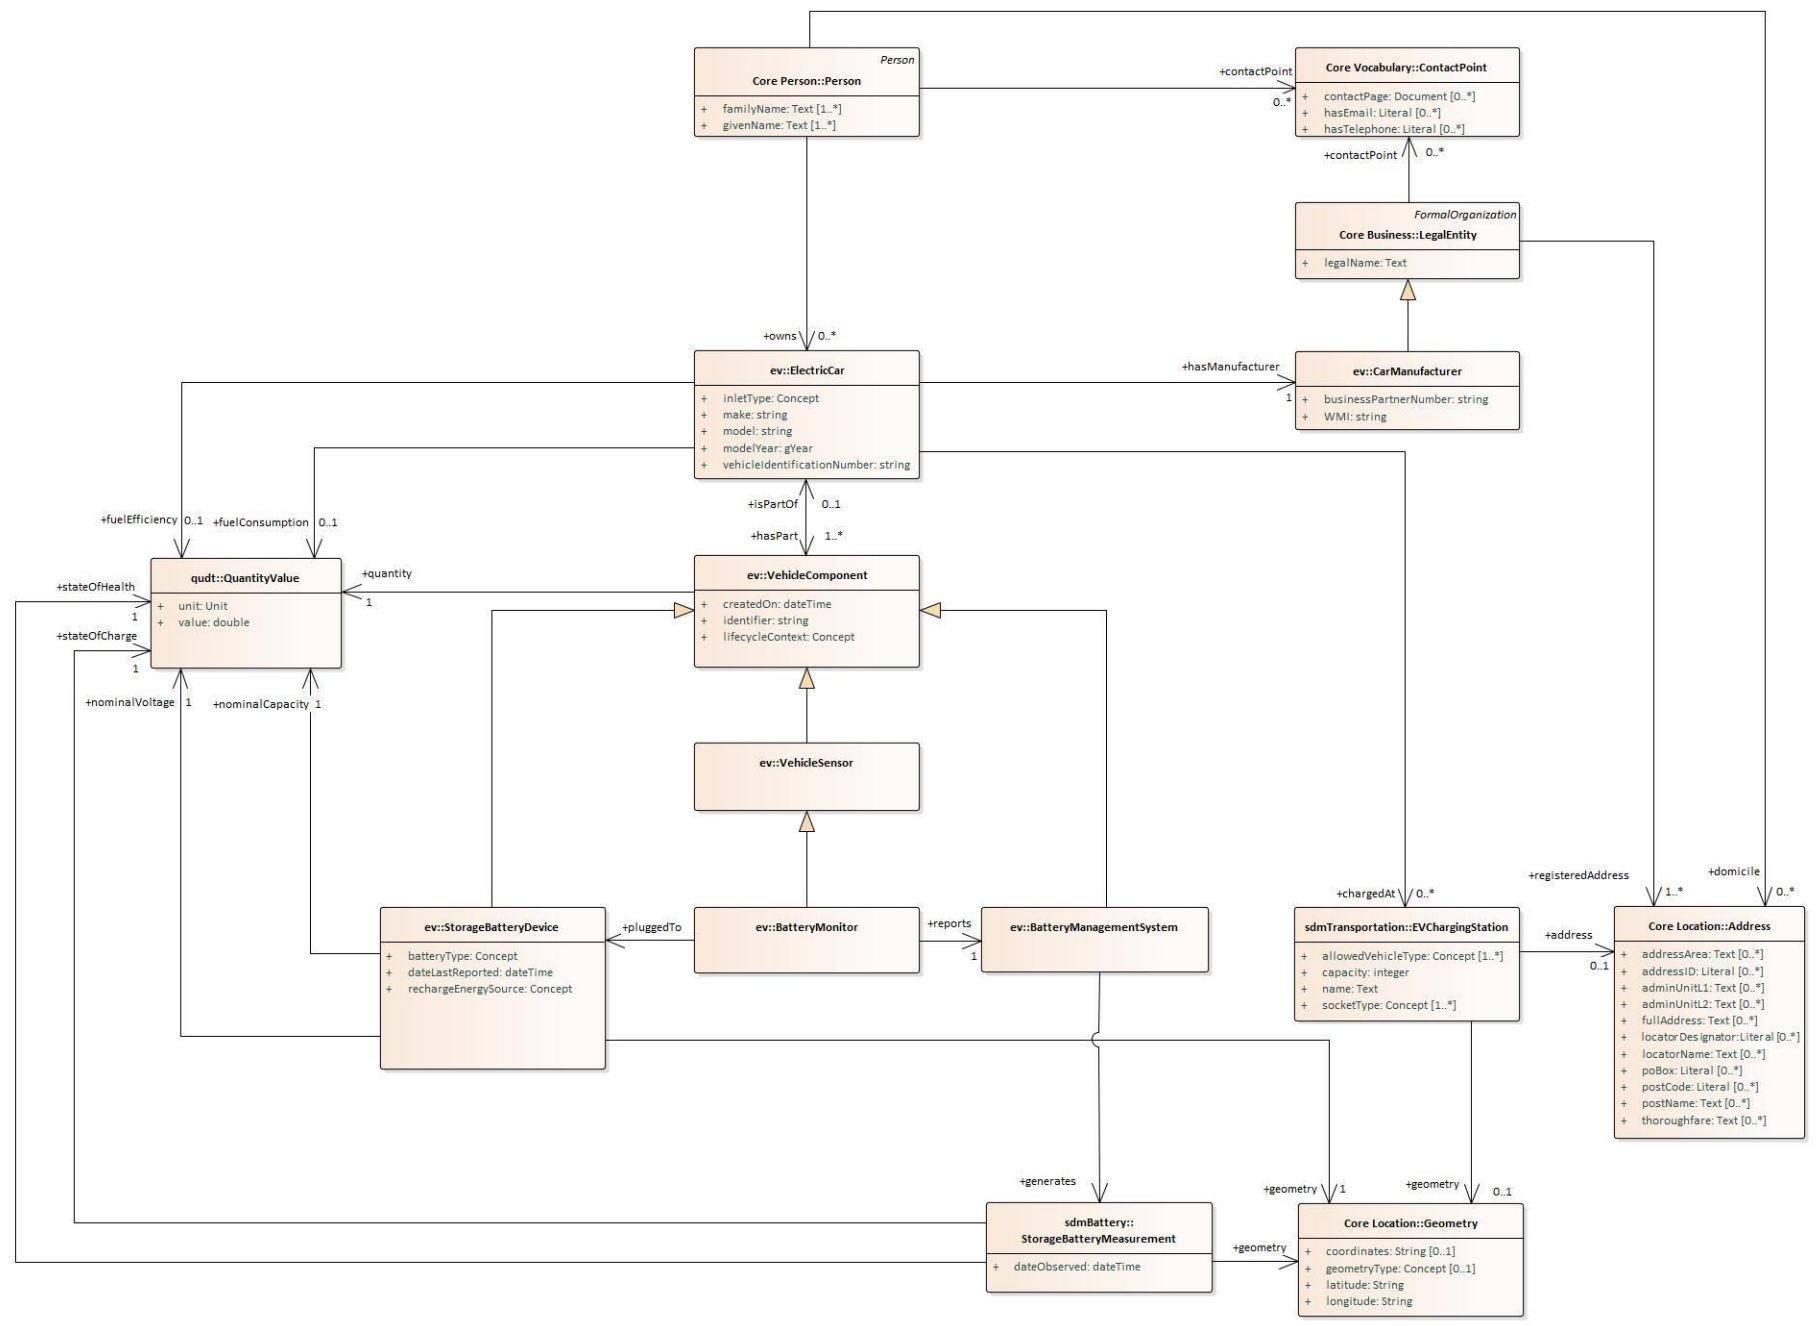 Person
Core Person::Person
+ familyName: Text [1..*]
+ givenName: Text [1..*]
+contactPoint
0..*
Core Vocabulary::ContactPoint
+ contactPage: Document [0..*]
+ hasEmail: Literal [0..*]
+ hasTelephone: Literal [0..*]
+contactPoint
0..*
FormalOrganization
Core Business::LegalEntity
+ legalName: Text
+owns
0..*
ev::ElectricCar
+ inletType: Concept
+ make: string
+ model: string
+ modelYear: gYear
+ vehicleIdentificationNumber: string
+hasManufacturer
1
ev::CarManufacturer
+ businessPartnerNumber: string
+ WMI: string
+isPartOf
0..1
+hasPart
1..*
+fuelEfficiency
0..1
+fuelConsumption
0..1
qudt::QuantityValue
+ unit: Unit
+ value: double
+quantity
1
+stateOfHealth
1
+stateOfCharge
1
+nominalVoltage
1
+nominalCapacity
1
ev::VehicleComponent
+ createdOn: dateTime
+ identifier: string
+ lifecycleContext: Concept
ev::VehicleSensor
ev::StorageBatteryDevice
+ batteryType: Concept
+ dateLastReported: dateTime
+ rechargeEnergySource: Concept
+pluggedTo
ev::BatteryMonitor
+reports
1
ev::BatteryManagementSystem
+chargedAt
0..*
sdmTransportation::EVChargingStation
+ allowedVehicleType: Concept [1..*]
+ capacity: integer
+ name: Text
+ socketType: Concept [1..*]
+address
0..1
+registeredAddress
1..*
+domicile
0..*
Core Location::Address
+ addressArea: Text [0..*]
+ addressID: Literal [0..*]
+ adminUnitL1: Text [0..*]
+ adminUnitL2: Text [0..*]
+ fullAddress: Text [0..*]
+ locatorDesignator:Literal [0..*]
+ locatorName: Text [0..*]
+ poBox: Literal [0..*]
+ postCode: Literal [0..*]
+ postName: Text [0..*]
+ thoroughfare: Text [0..*]
+generates
sdmBattery::
StorageBatteryMeasurement
+ dateObserved: dateTime
+geometry
+geometry
1
+geometry
0..1
Core Location::Geometry
+ coordinates: String [0..1]
+ geometryType: Concept [0..1]
+ latitude: String
+ longitude: String